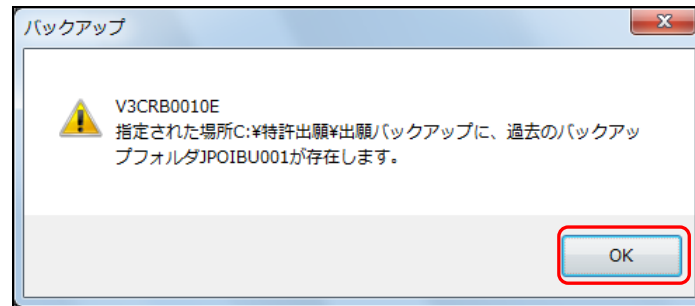 バックアップ
V3CRB0010E
指定された場所C:¥特許出願¥出願バックアップに、過去のバックアッ
プフォルダJPOIBU001が存在します。
OK